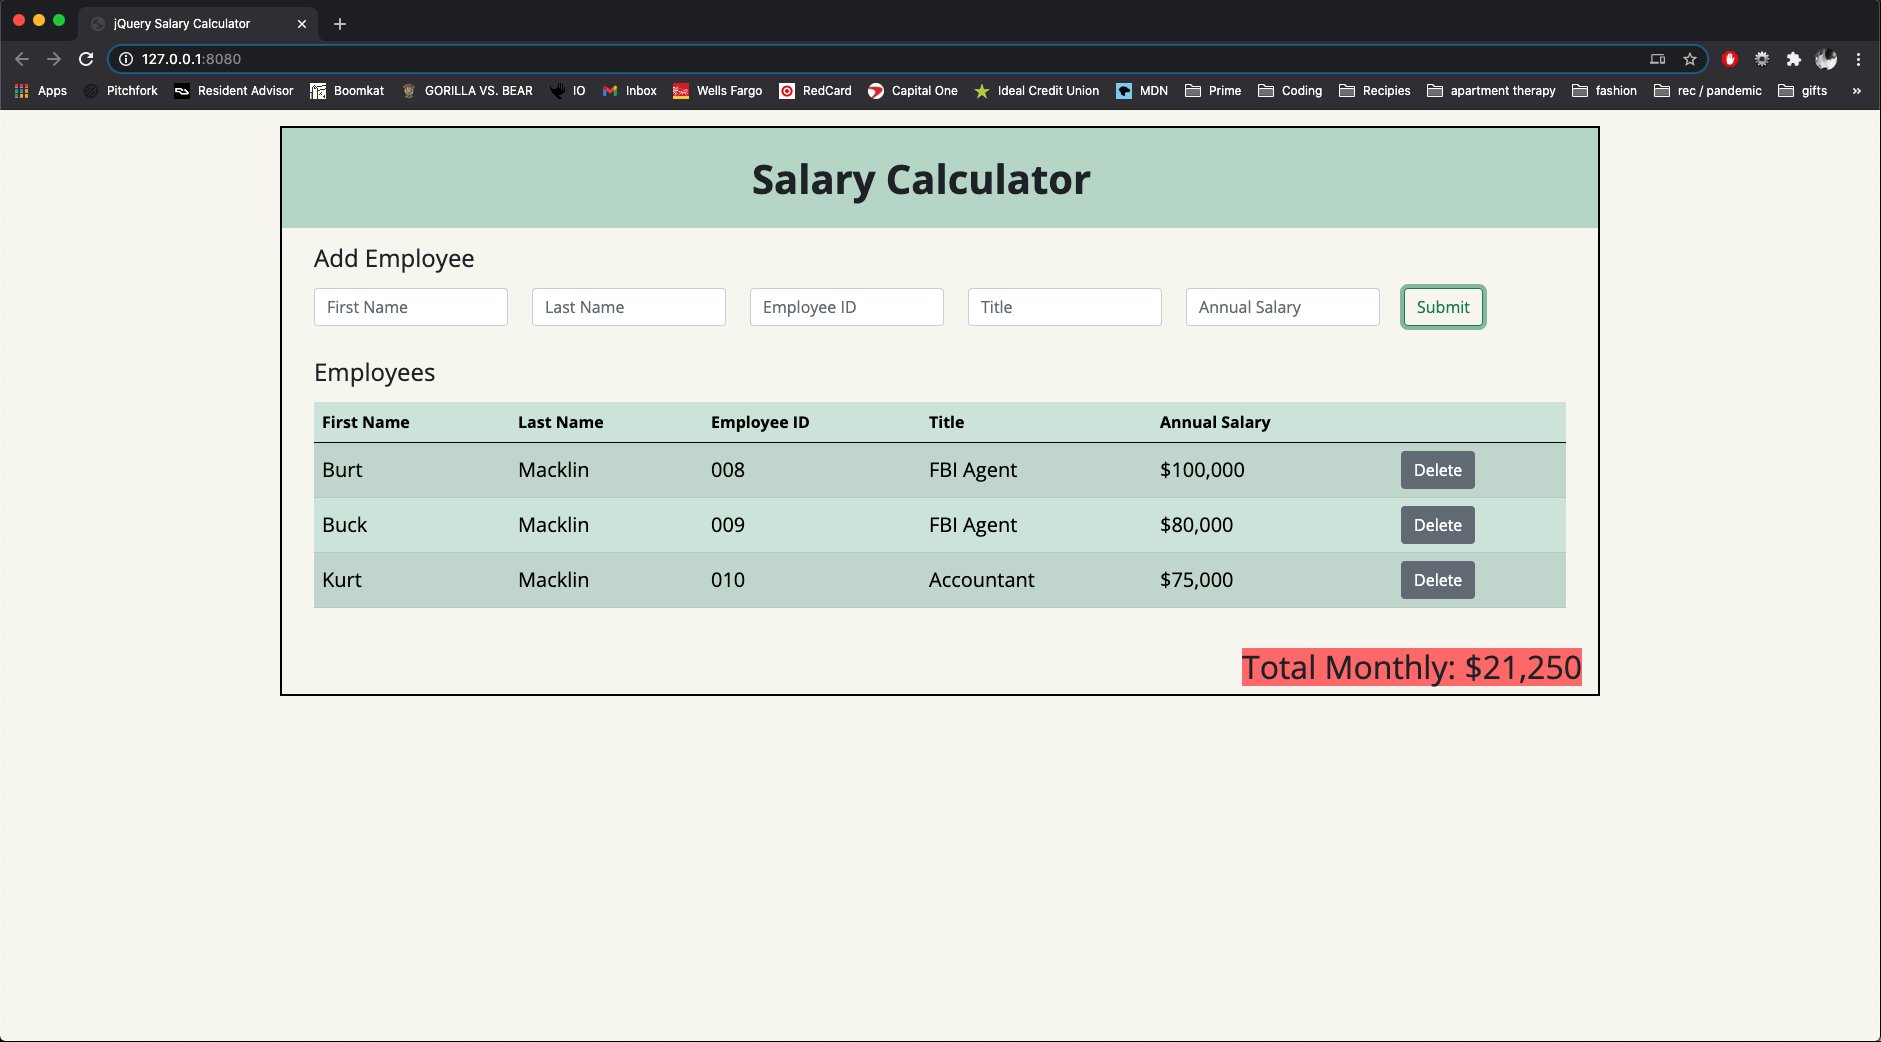 jQuery Salary Calculator
127.0.0.1:8080
Apps Pitchfork Resident Advisor Boomkat GORILLA VS. BEAR IO Inbox Wells Fargo RedCard Capital One Ideal Credit Union MDN Prime Coding Recipies apartment therapy fashion rec / pandemic gifts »
Salary Calculator
Add Employee
First Name Last Name Employee ID Title Annual Salary Submit
Employees
First Name Last Name Employee ID Title Annual Salary
Burt Macklin 008 FBI Agent $100,000 Delete
Buck Macklin 009 FBI Agent $80,000 Delete
Kurt Macklin 010 Accountant $75,000 Delete
Total Monthly: $21,250